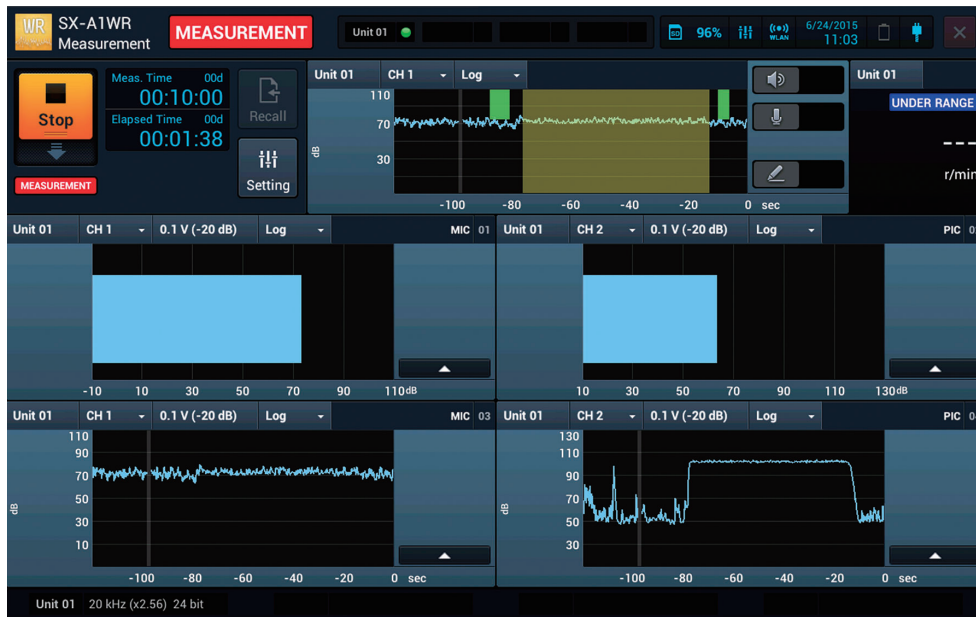 WR SX-A1WR
Measurement
MEASUREMENT
Unit 01
SD 96% WLAN 6/24/2015
11:03
Stop
MEASUREMENT
Meas. Time 00d
00:10:00
Elapsed Time 00d
00:01:38
Recall
Setting
Unit 01 CH 1 Log
110
70
30
dB
-100 -80 -60 -40 -20 0 sec
Unit 01
UNDER RANGE
---
r/min
Unit 01 CH 1 0.1 V (-20 dB) Log MIC 01
-10 10 30 50 70 90 110dB
Unit 01 CH 2 0.1 V (-20 dB) Log PIC
10 30 50 70 90 110 130dB
Unit 01 CH 1 0.1 V (-20 dB) Log MIC 03
110
90
70
50
30
10
dB
-100 -80 -60 -40 -20 0 sec
Unit 01 CH 2 0.1 V (-20 dB) Log PIC
130
110
90
70
50
30
dB
-100 -80 -60 -40 -20 0 sec
Unit 01 20 kHz (x2.56) 24 bit